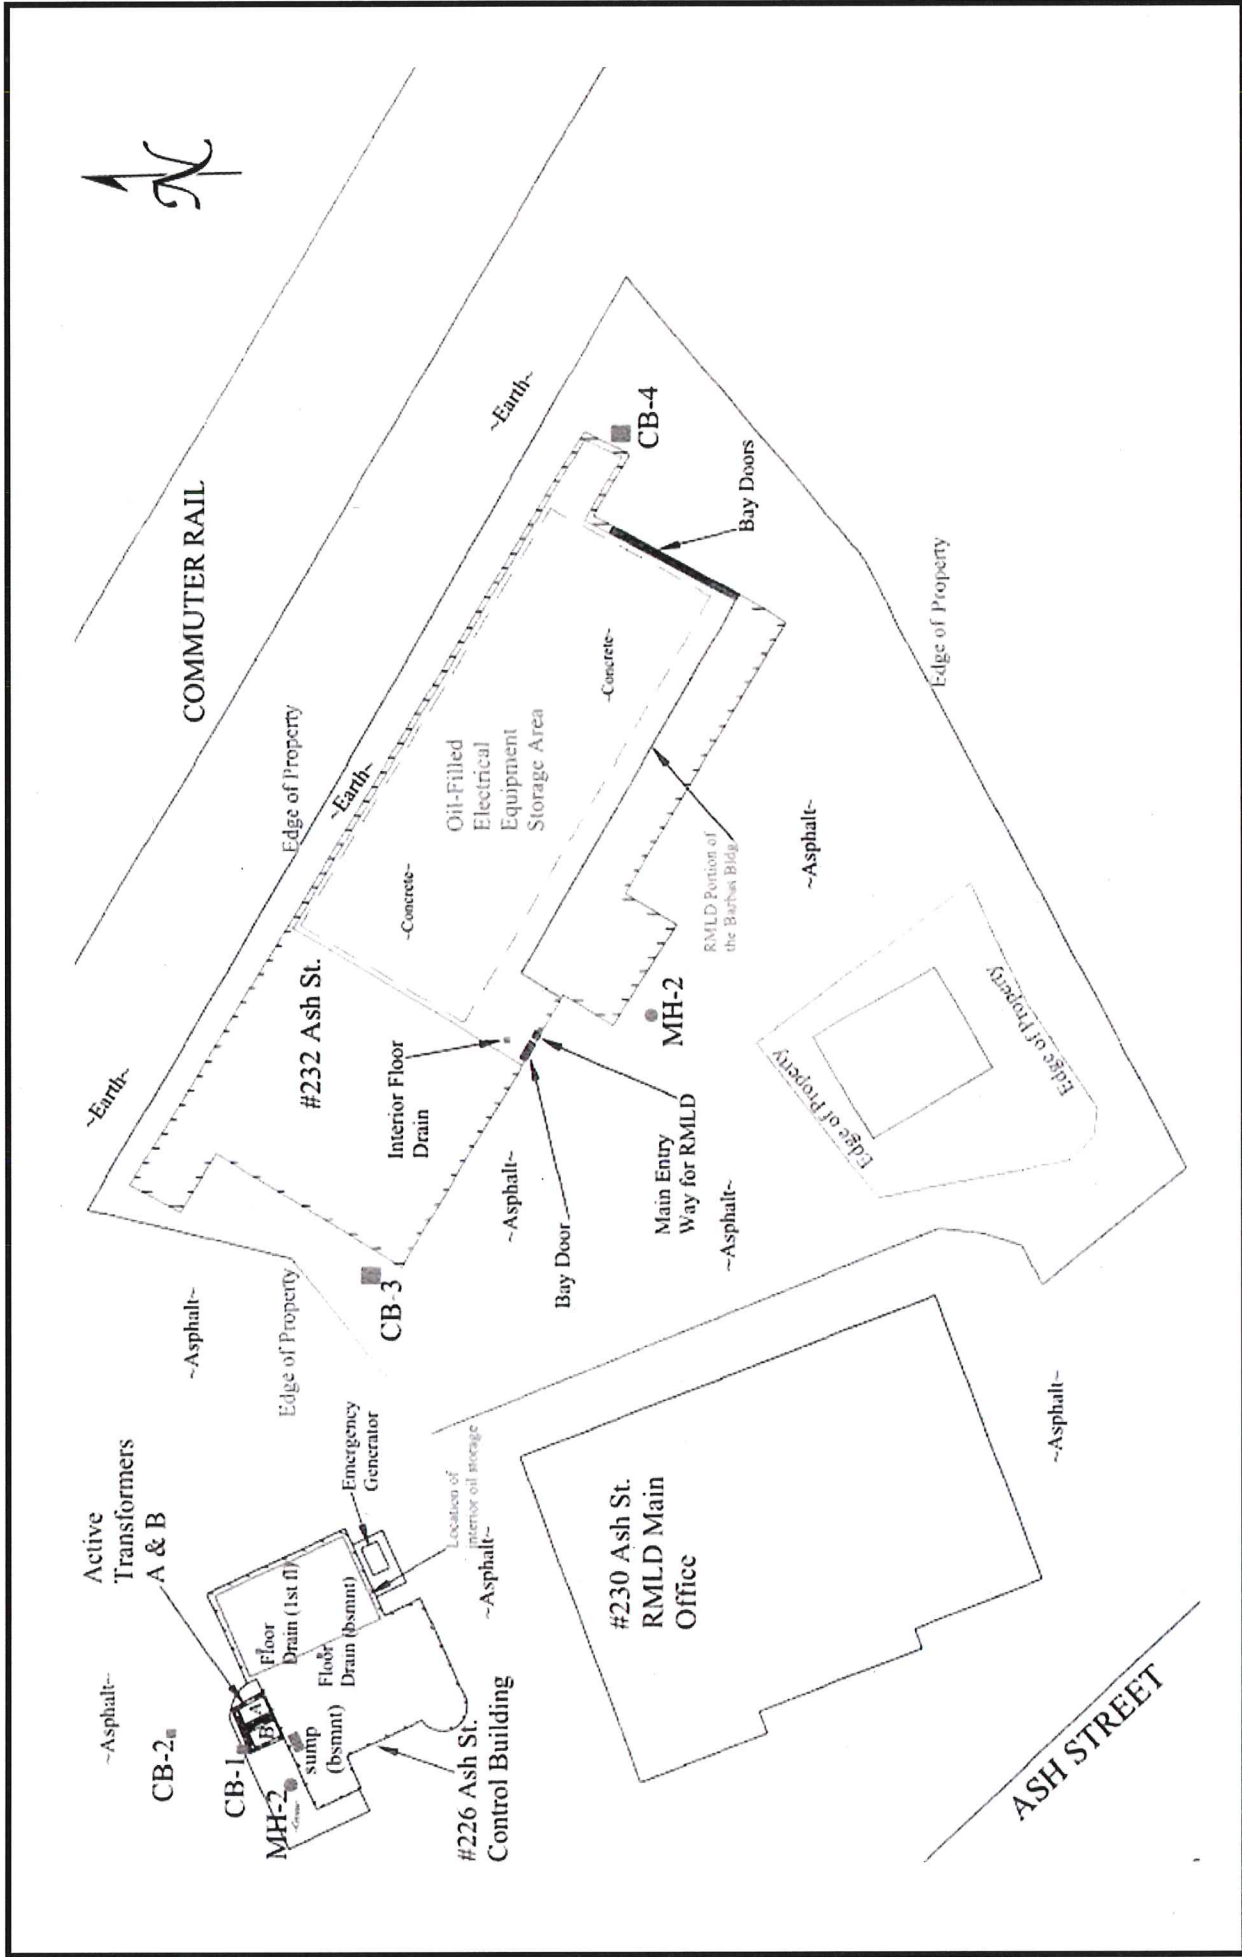 N
COMMUTER RAIL
~Earth~
Edge of Property
~Earth~
~Earth~
Active
Transformers
A & B
~Asphalt~
CB-2
CB-1
MH-2
A
B
sump
(bsmnt)
Floor
Drain (1st fl)
Floor
Drain (bsmnt)
Emergency
Generator
Location of
interior oil storage
~Asphalt~
#226 Ash St.
Control Building
~Asphalt~
Edge of Property
CB-3
#232 Ash St.
Interior Floor
Drain
~Asphalt~
Bay Door
Main Entry
Way for RMLD
~Asphalt~
MH-2
~Concrete~
Oil-Filled
Electrical
Equipment
Storage Area
~Concrete~
CB-4
Bay Doors
RMLD Portion of
the Barbas Bldg
~Asphalt~
Edge of Property
Edge of Property
Edge of Property
#230 Ash St.
RMLD Main
Office
~Asphalt~
ASH STREET